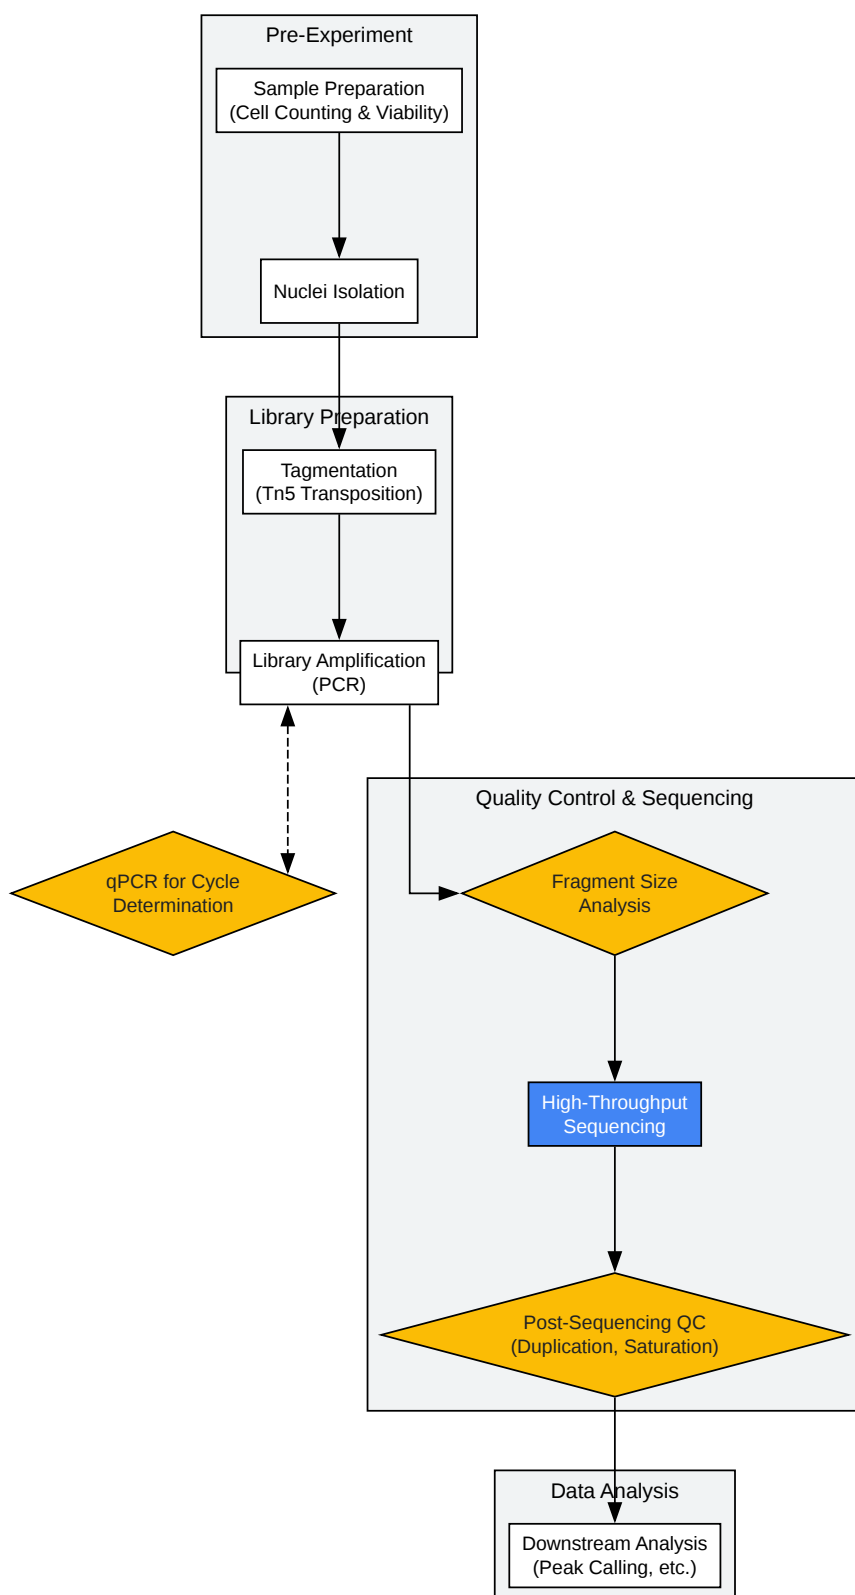 Pre-Experiment
Sample Preparation
(Cell Counting & Viability)
Nuclei Isolation
Library Preparation
Tagmentation
(Tn5 Transposition)
Library Amplification
(PCR)
Quality Control & Sequencing
qPCR for Cycle
Determination
Fragment Size
Analysis
High-Throughput
Sequencing
Post-Sequencing QC
(Duplication, Saturation)
Data Analysis
Downstream Analysis
(Peak Calling, etc.)